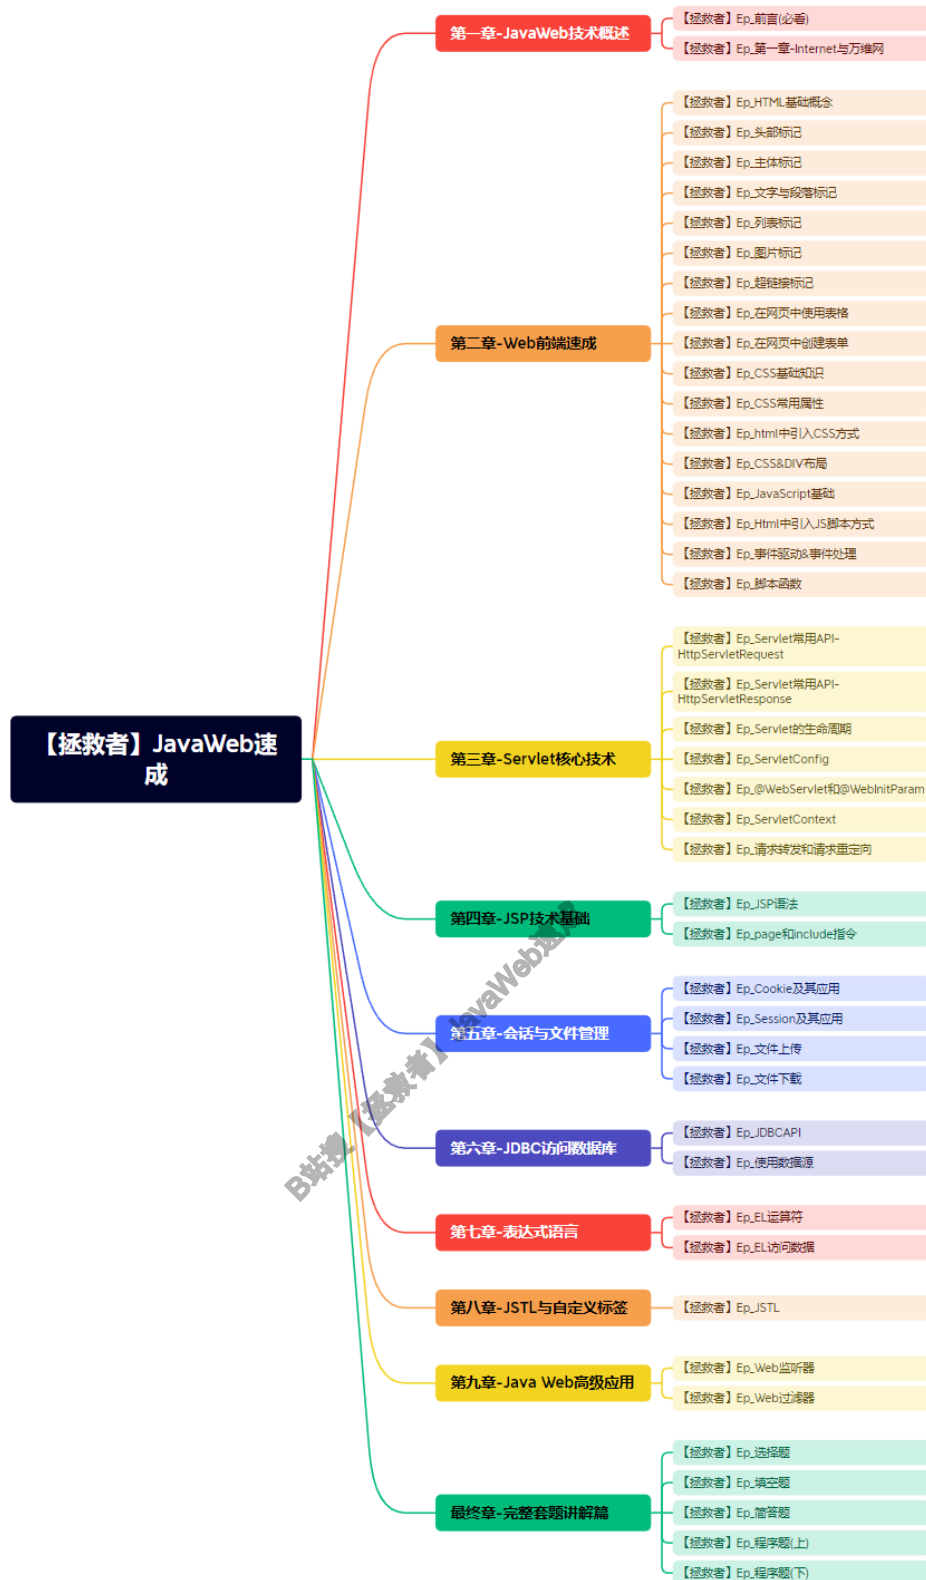 【拯救者】JavaWeb速
成
第一章-JavaWeb技术概述
【拯救者】Ep_前言(必看)
【拯救者】Ep_第一章-Internet与万维网
第二章-Web前端速成
【拯救者】Ep_HTML基础概念
【拯救者】Ep_头部标记
【拯救者】Ep_主体标记
【拯救者】Ep_文字与段落标记
【拯救者】Ep_列表标记
【拯救者】Ep_图片标记
【拯救者】Ep_超链接标记
【拯救者】Ep_在网页中使用表格
【拯救者】Ep_在网页中创建表单
【拯救者】Ep_CSS基础知识
【拯救者】Ep_CSS常用属性
【拯救者】Ep_html中引入CSS方式
【拯救者】Ep_CSS&DIV布局
【拯救者】Ep_JavaScript基础
【拯救者】Ep_Html中引入JS脚本方式
【拯救者】Ep_事件驱动&事件处理
【拯救者】Ep_脚本函数
第三章-Servlet核心技术
【拯救者】Ep_Servlet常用API-
HttpServletRequest
【拯救者】Ep_Servlet常用API-
HttpServletResponse
【拯救者】Ep_Servlet的生命周期
【拯救者】Ep_ServletConfig
【拯救者】Ep_@WebServlet和@WebInitParam
【拯救者】Ep_ServletContext
【拯救者】Ep_请求转发和请求重定向
第四章-JSP技术基础
【拯救者】Ep_JSP语法
【拯救者】Ep_page和include指令
第五章-会话与文件管理
【拯救者】Ep_Cookie及其应用
【拯救者】Ep_Session及其应用
【拯救者】Ep_文件上传
【拯救者】Ep_文件下载
第六章-JDBC访问数据库
【拯救者】Ep_JDBCAPI
【拯救者】Ep_使用数据源
第七章-表达式语言
【拯救者】Ep_EL运算符
【拯救者】Ep_EL访问数据
第八章-JSTL与自定义标签
【拯救者】Ep_JSTL
第九章-Java Web高级应用
【拯救者】Ep_Web监听器
【拯救者】Ep_Web过滤器
最终章-完整套题讲解篇
【拯救者】Ep_选择题
【拯救者】Ep_填空题
【拯救者】Ep_简答题
【拯救者】Ep_程序题(上)
【拯救者】Ep_程序题(下)
B站搜【拯救者】JavaWeb速成